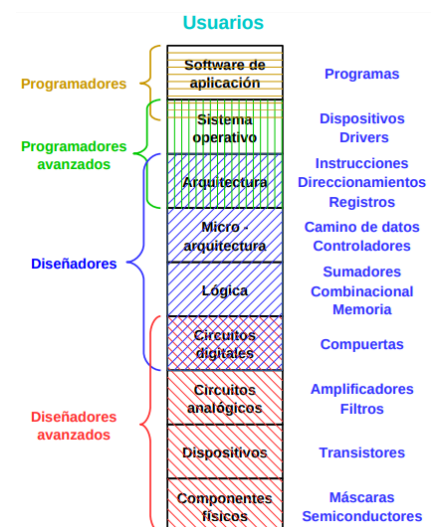 Usuarios
Programadores
Programadores
avanzados
Diseñadores
Diseñadores
avanzados
Software de
aplicación
Sistema
operativo
Arquitectura
Micro -
arquitectura
Lógica
Circuitos
digitales
Circuitos
analógicos
Dispositivos
Componentes
físicos
Programas
Dispositivos
Drivers
Instrucciones
Direccionamientos
Registros
Camino de datos
Controladores
Sumadores
Combinacional
Memoria
Compuertas
Amplificadores
Filtros
Transistores
Máscaras
Semiconductores